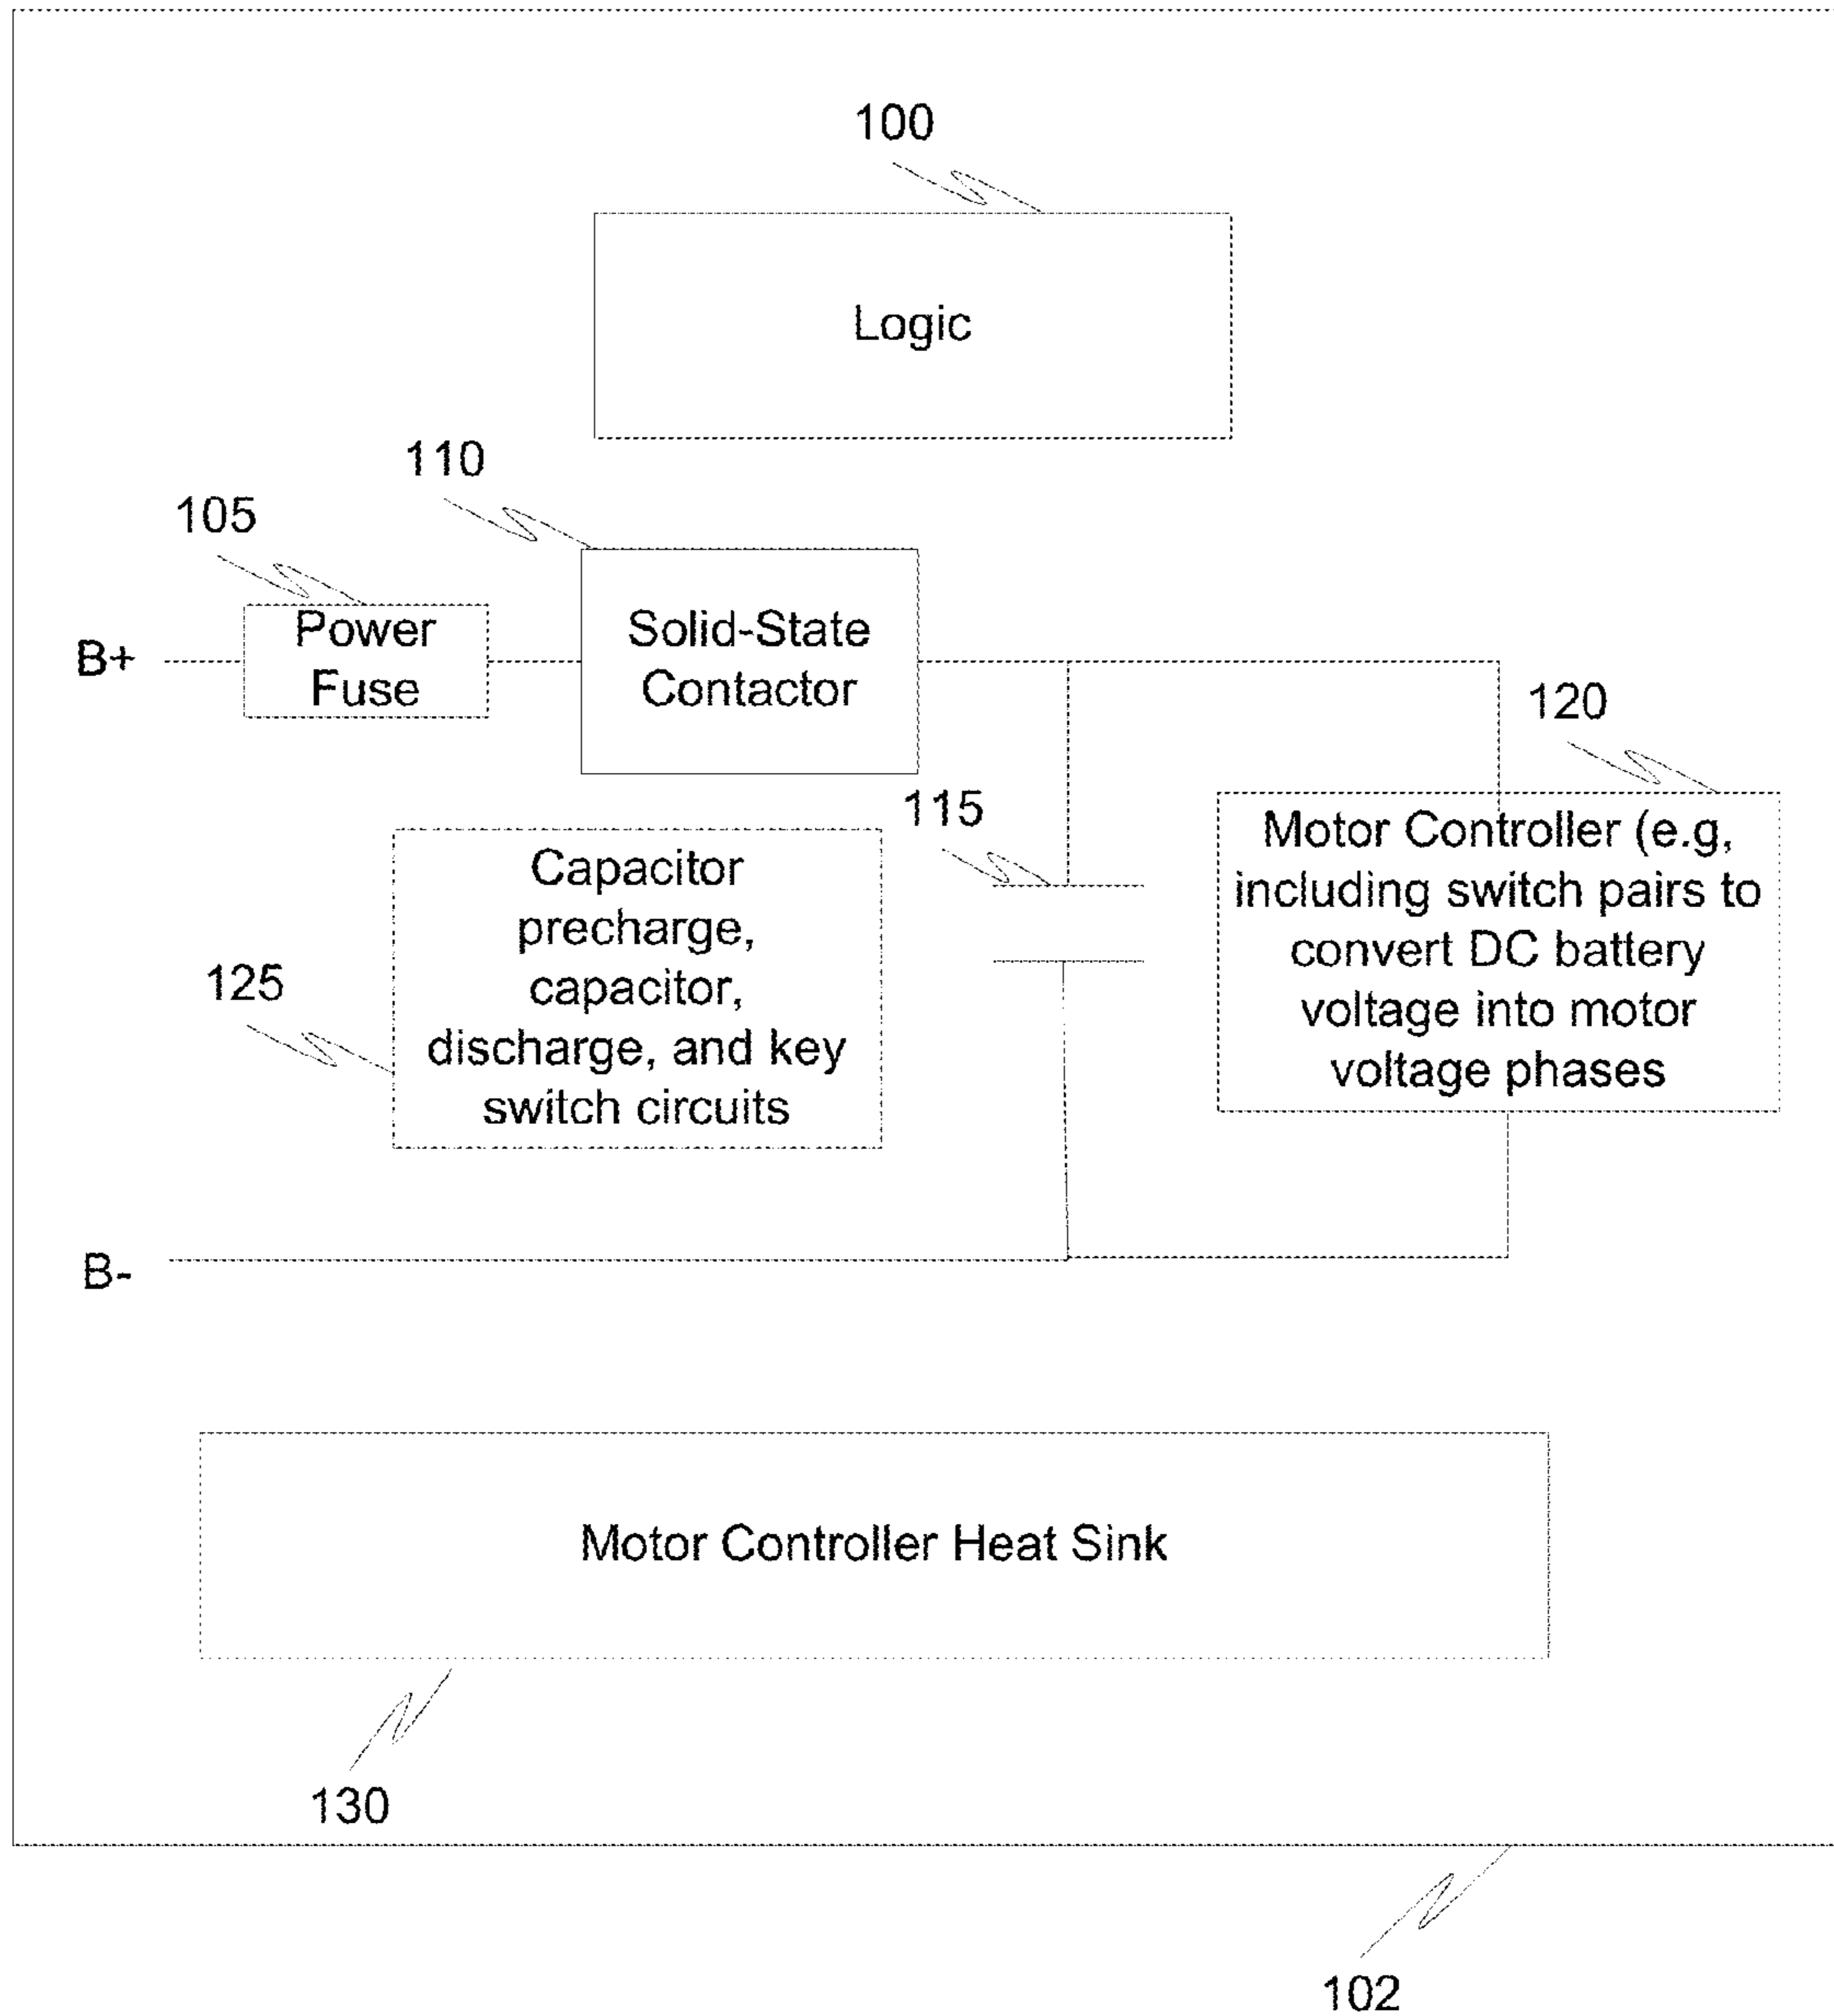 100
Logic
110
105
Power
Fuse
Solid-State
Contactor
B+
120
115
Motor Controller (e.g,
including switch pairs to
convert DC battery
voltage into motor
voltage phases
Capacitor
precharge,
capacitor,
discharge, and key
switch circuits
125
B-
Motor Controller Heat Sink
130
102